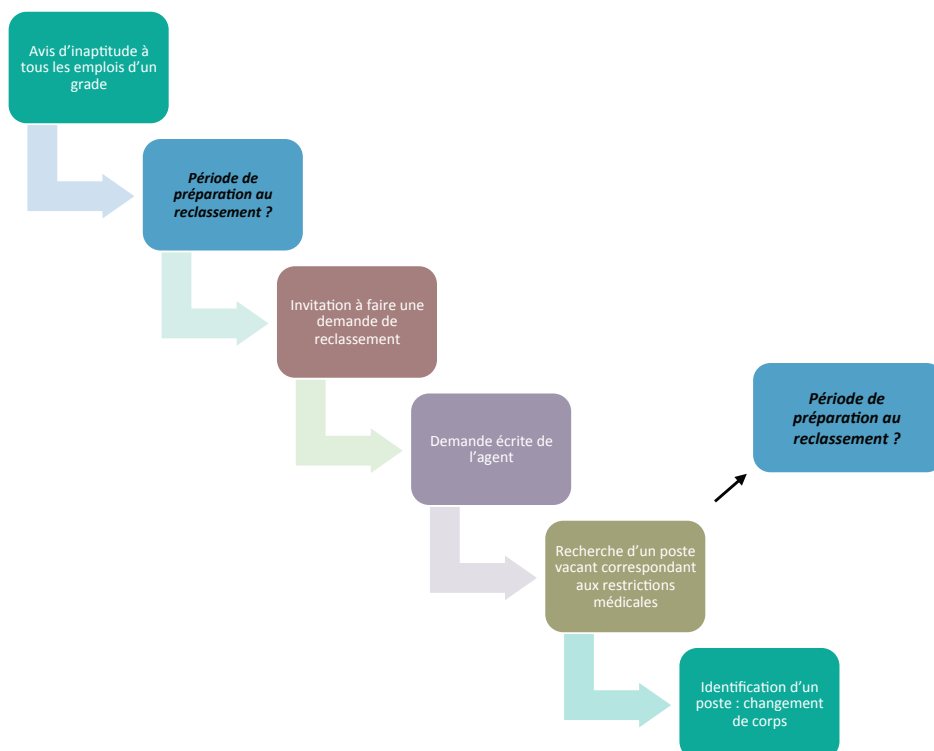 Avis d’inaptitude à
tous les emplois d’un
grade
Période de
préparation au
reclassement ?
Invitation à faire une
demande de
reclassement
Demande écrite de
l’agent
Période de
préparation au
reclassement ?
Recherche d’un poste
vacant correspondant
aux restrictions
médicales
Identification d’un
poste : changement
de corps